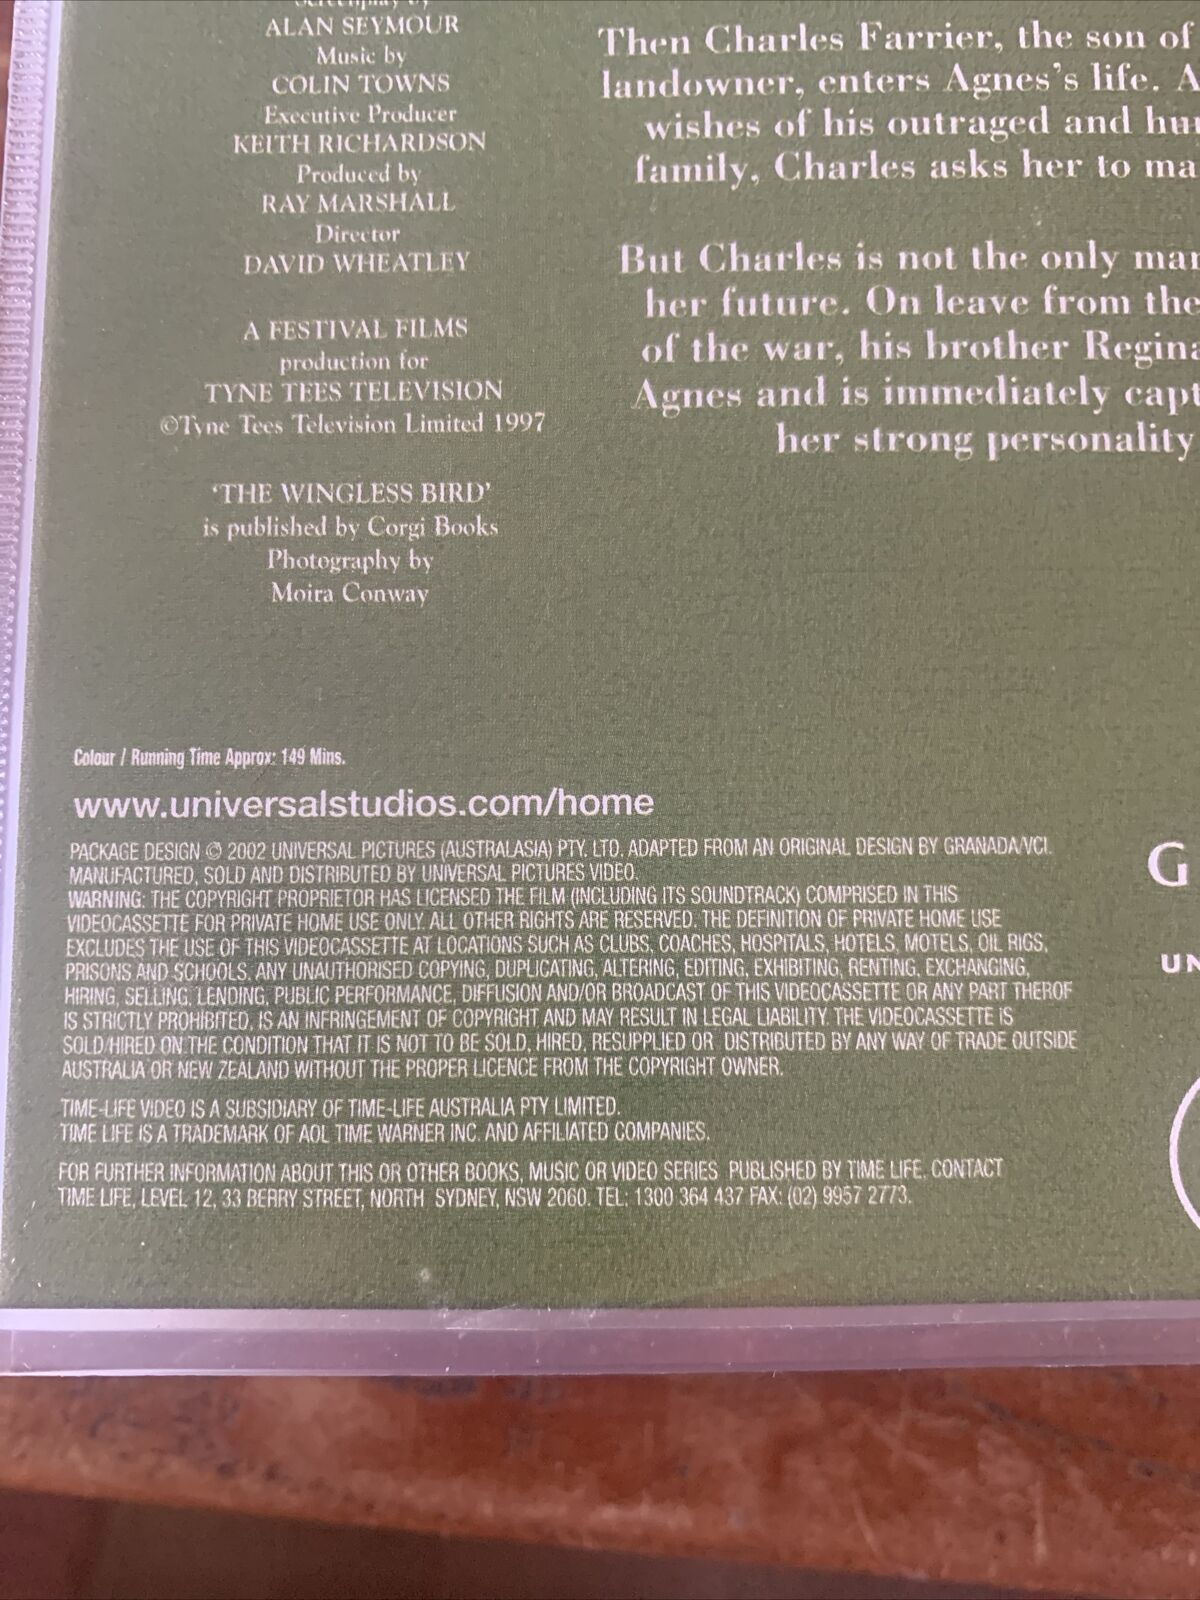 Screenplay by
ALAN SEYMOUR
Music by
COLIN TOWNS
Executive Producer
KEITH RICHARDSON
Produced by
RAY MARSHALL
Director
DAVID WHEATLEY
A FESTIVAL FILMS
production for
TYNE TEES TELEVISION
©Tyne Tees Television Limited 1997
'THE WINGLESS BIRD'
is published by Corgi Books
Photography by
Moira Conway
Then Charles Farrier, the son of
landowner, enters Agnes's life. A
wishes of his outraged and hu
family, Charles asks her to ma
But Charles is not the only mar
her future. On leave from the
of the war, his brother Regina
Agnes and is immediately capt
her strong personality
Colour / Running Time Approx: 149 Mins.
www.universalstudios.com/home
PACKAGE DESIGN © 2002 UNIVERSAL PICTURES (AUSTRALASIA) PTY. LTD. ADAPTED FROM AN ORIGINAL DESIGN BY GRANADA/VCI.
MANUFACTURED, SOLD AND DISTRIBUTED BY UNIVERSAL PICTURES VIDEO.
WARNING: THE COPYRIGHT PROPRIETOR HAS LICENSED THE FILM (INCLUDING ITS SOUNDTRACK) COMPRISED IN THIS
VIDEOCASSETTE FOR PRIVATE HOME USE ONLY. ALL OTHER RIGHTS ARE RESERVED. THE DEFINITION OF PRIVATE HOME USE
EXCLUDES THE USE OF THIS VIDEOCASSETTE AT LOCATIONS SUCH AS CLUBS, COACHES, HOSPITALS, HOTELS, MOTELS, OIL RIGS,
PRISONS AND SCHOOLS. ANY UNAUTHORISED COPYING, DUPLICATING, ALTERING, EDITING, EXHIBITING, RENTING, EXCHANGING,
HIRING, SELLING, LENDING, PUBLIC PERFORMANCE, DIFFUSION AND/OR BROADCAST OF THIS VIDEOCASSETTE OR ANY PART THEROF
IS STRICTLY PROHIBITED, IS AN INFRINGEMENT OF COPYRIGHT AND MAY RESULT IN LEGAL LIABILITY. THE VIDEOCASSETTE IS
SOLD/HIRED ON THE CONDITION THAT IT IS NOT TO BE SOLD, HIRED, RESUPPLIED OR DISTRIBUTED BY ANY WAY OF TRADE OUTSIDE
AUSTRALIA OR NEW ZEALAND WITHOUT THE PROPER LICENCE FROM THE COPYRIGHT OWNER.
TIME-LIFE VIDEO IS A SUBSIDIARY OF TIME-LIFE AUSTRALIA PTY LIMITED.
TIME LIFE IS A TRADEMARK OF AOL TIME WARNER INC. AND AFFILIATED COMPANIES.
FOR FURTHER INFORMATION ABOUT THIS OR OTHER BOOKS, MUSIC OR VIDEO SERIES PUBLISHED BY TIME LIFE, CONTACT
TIME LIFE, LEVEL 12, 33 BERRY STREET, NORTH SYDNEY, NSW 2060. TEL: 1300 364 437 FAX: (02) 9957 2773.
G
UN